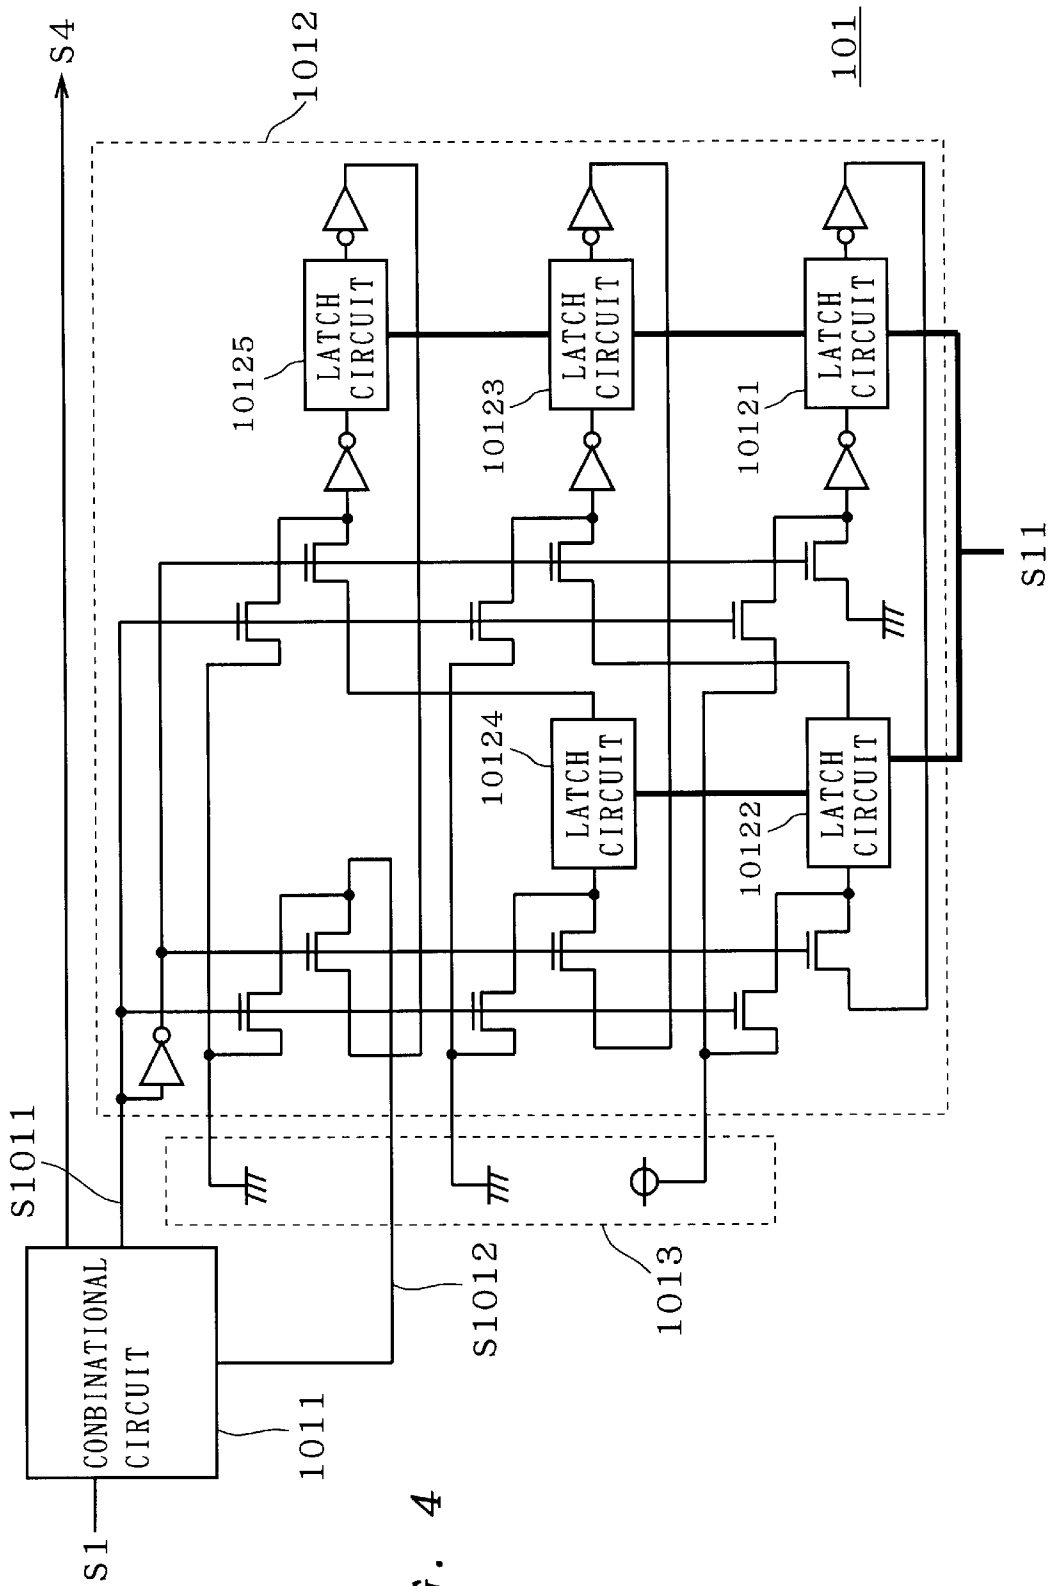 S4
1012
101
LATCH
CIRCUIT
10125
LATCH
CIRCUIT
10123
LATCH
CIRCUIT
10121
S11
LATCH
CIRCUIT
10124
LATCH
CIRCUIT
10122
S1011
S1012
1013
CONBINATIONAL
CIRCUIT
1011
S1
4